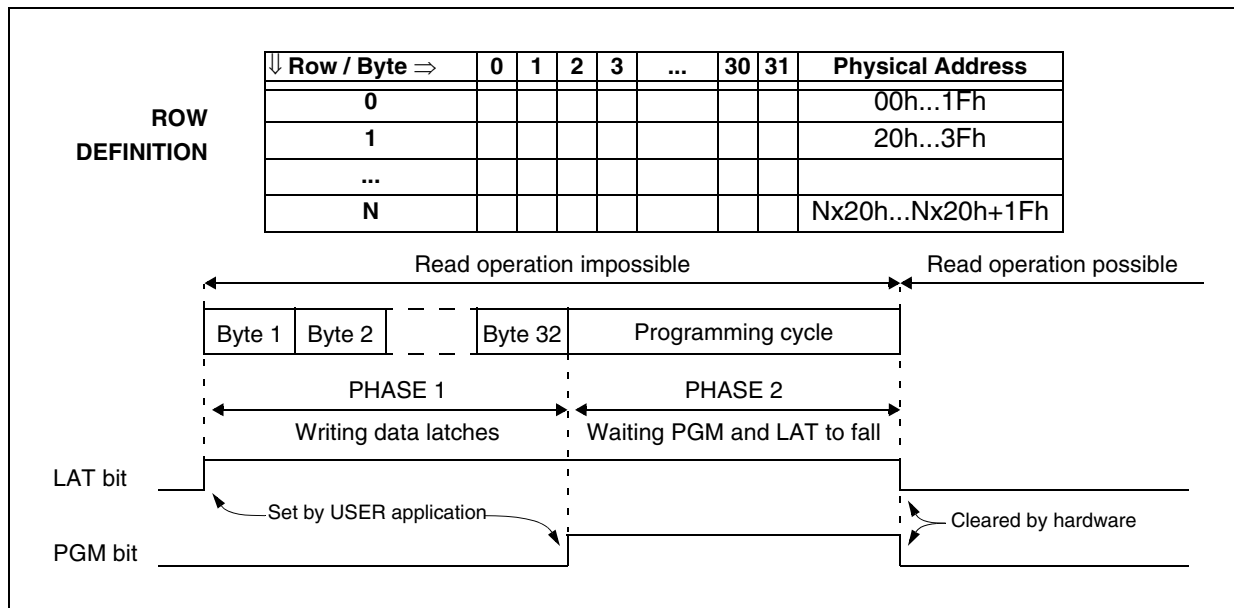 ⇓ Row / Byte ⇒ 0 1 2 3 ... 30 31 Physical Address
0 00h...1Fh
ROW
DEFINITION
1 20h...3Fh
...
N Nx20h...Nx20h+1Fh
Read operation impossible Read operation possible
Byte 1 Byte 2 Byte 32 Programming cycle
PHASE 1 PHASE 2
Writing data latches Waiting PGM and LAT to fall
LAT bit
Set by USER application Cleared by hardware
PGM bit